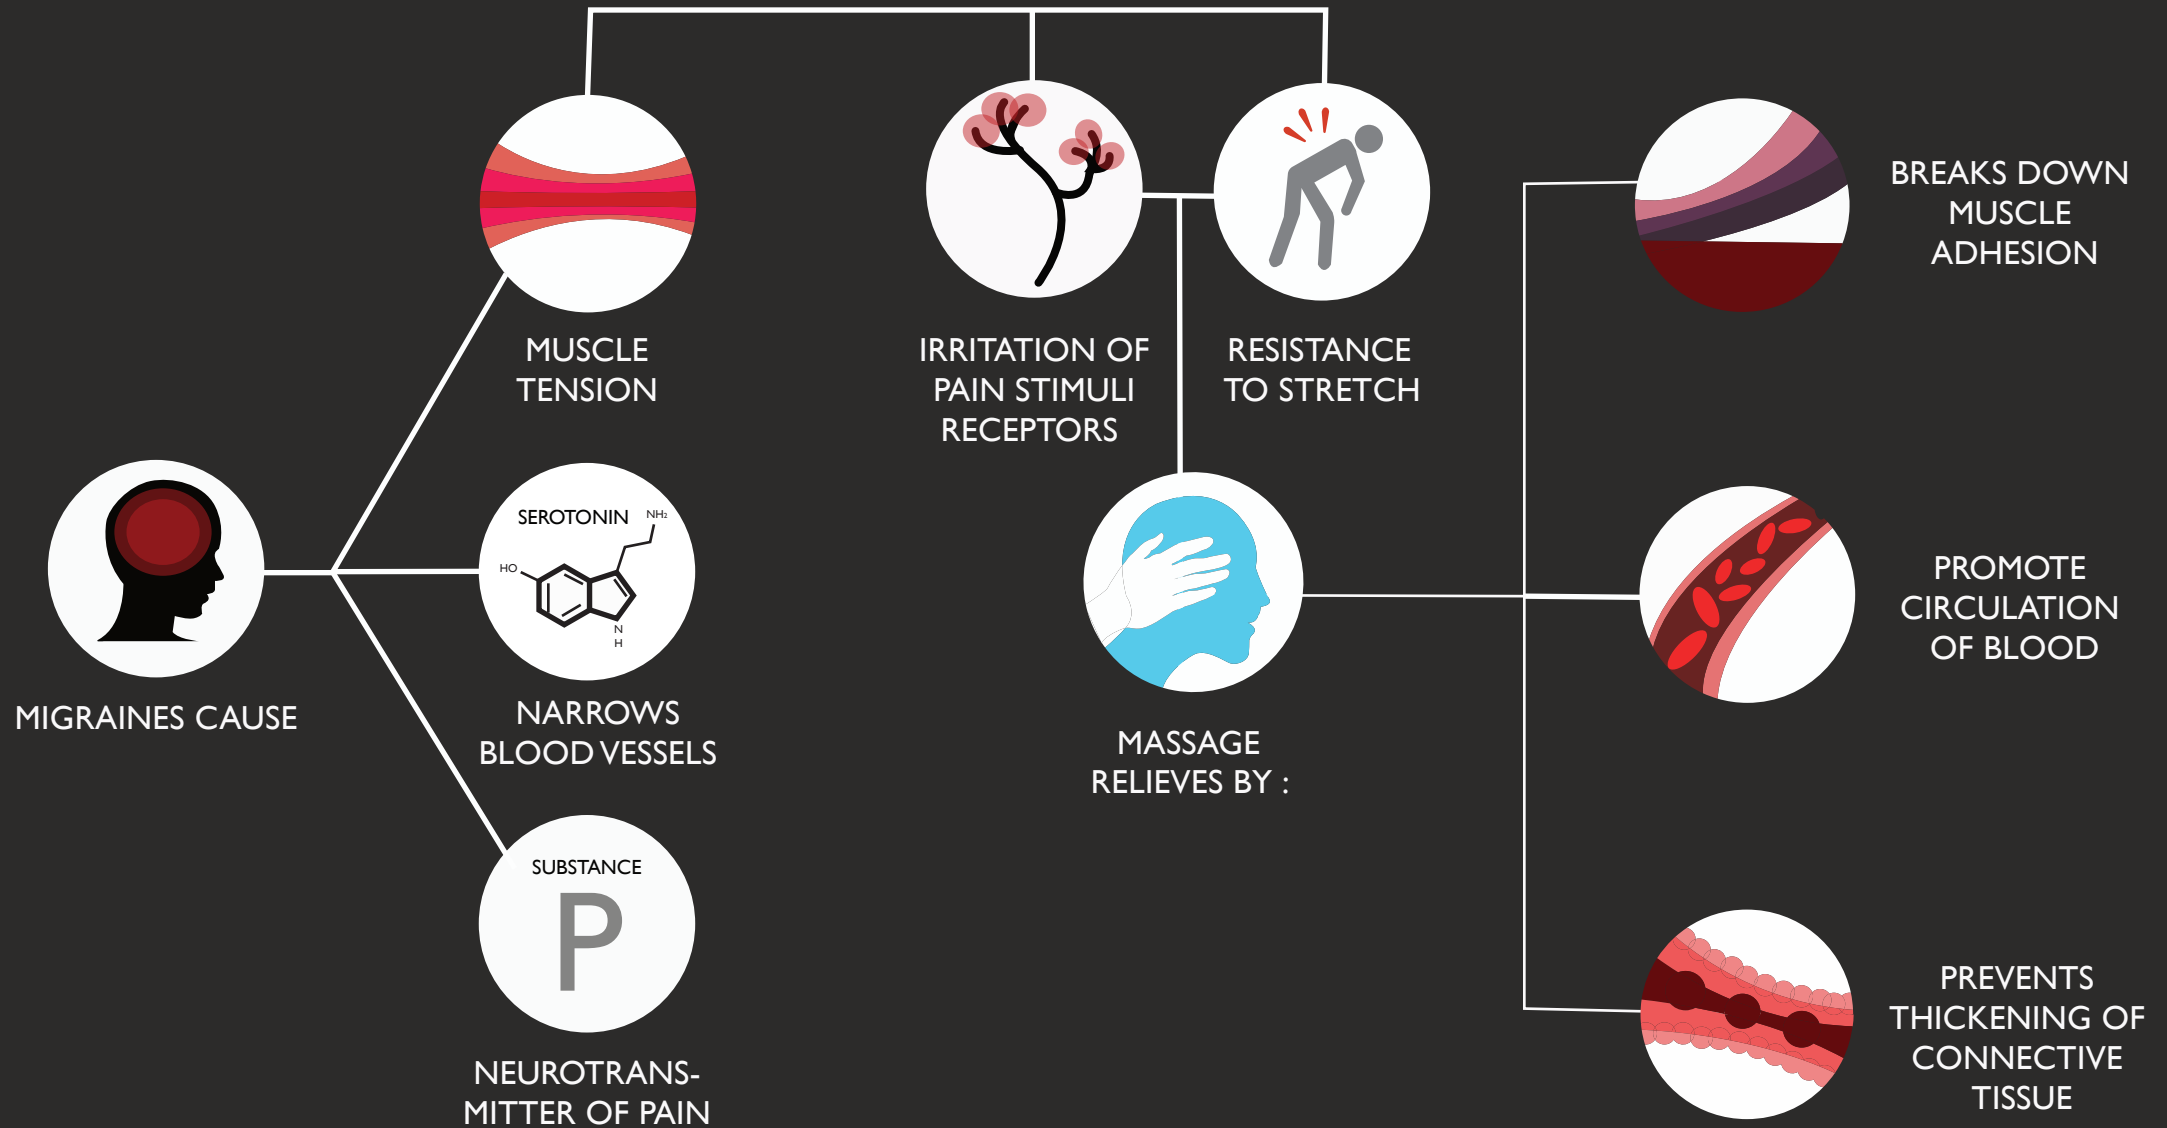 MIGRAINES CAUSE
MUSCLE
TENSION
SEROTONIN
NH₂
HO
N
H
NARROWS
BLOOD VESSELS
SUBSTANCE
P
NEUROTRANS-
MITTER OF PAIN
IRRITATION OF
PAIN STIMULI
RECEPTORS
RESISTANCE
TO STRETCH
MASSAGE
RELIEVES BY :
BREAKS DOWN
MUSCLE
ADHESION
PROMOTE
CIRCULATION
OF BLOOD
PREVENTS
THICKENING OF
CONNECTIVE
TISSUE